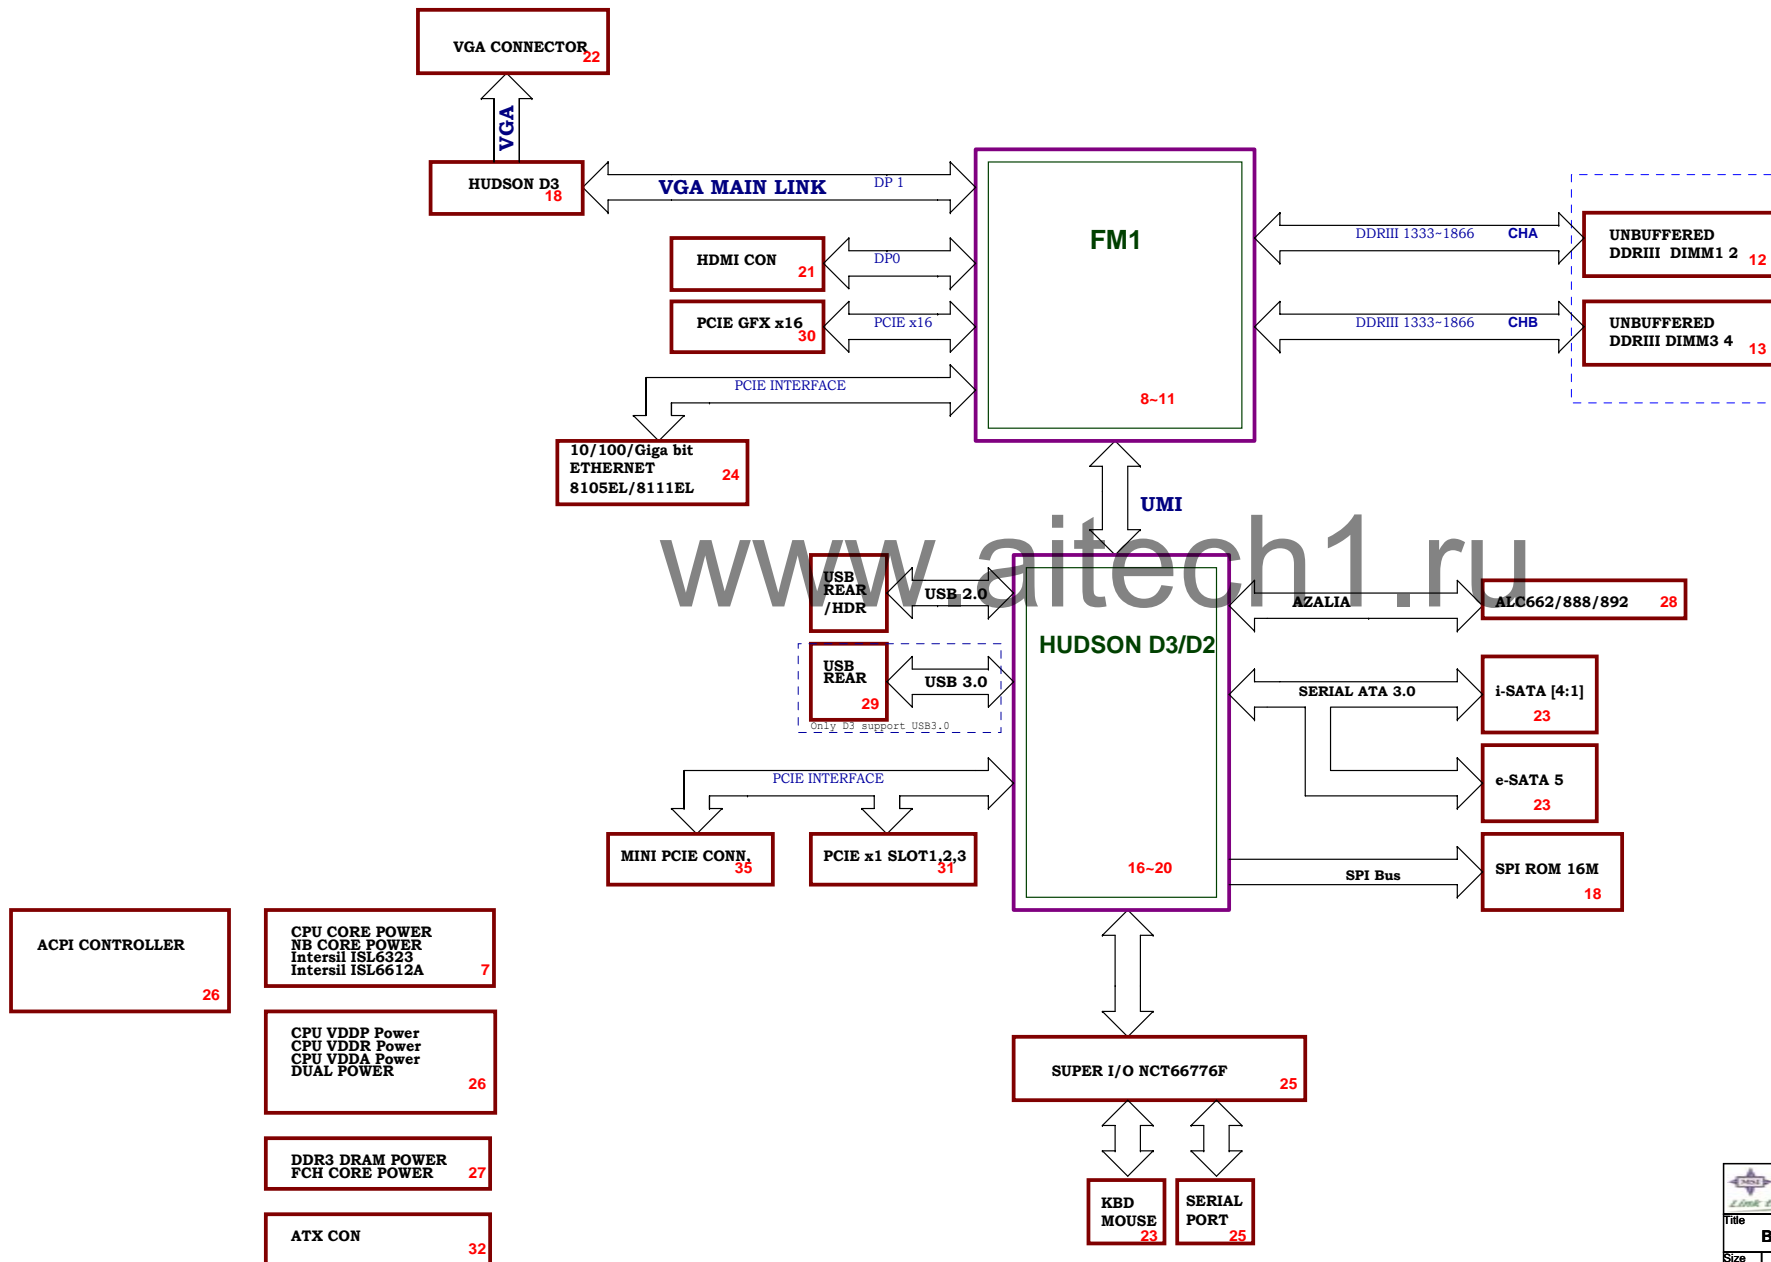 VGA CONNECTOR
22
VGA
HUDSON D3
18
VGA MAIN LINK
DP 1
HDMI CON
21
DP0
PCIE GFX x16
30
PCIE x16
PCIE INTERFACE
10/100/Giga bit
ETHERNET
8105EL/8111EL
24
FM1
8~11
DDRIII 1333~1866 CHA
UNBUFFERED
DDRIII DIMM1 2
12
DDRIII 1333~1866 CHB
UNBUFFERED
DDRIII DIMM3 4
13
UMI
www.aitech1.ru
USB
REAR
/HDR
USB 2.0
USB
REAR
29
USB 3.0
Only D3 support USB3.0
HUDSON D3/D2
16~20
AZALIA
ALC662/888/892
28
SERIAL ATA 3.0
i-SATA [4:1]
23
e-SATA 5
23
SPI Bus
SPI ROM 16M
18
PCIE INTERFACE
MINI PCIE CONN,
35
PCIE x1 SLOT1,2,3
31
ACPI CONTROLLER
26
CPU CORE POWER
NB CORE POWER
Intersil ISL6323
Intersil ISL6612A
7
CPU VDDP Power
CPU VDDR Power
CPU VDDA Power
DUAL POWER
26
DDR3 DRAM POWER
FCH CORE POWER
27
ATX CON
32
SUPER I/O NCT66776F
25
KBD
MOUSE
23
SERIAL
PORT
25
MSI
Title
B
Size